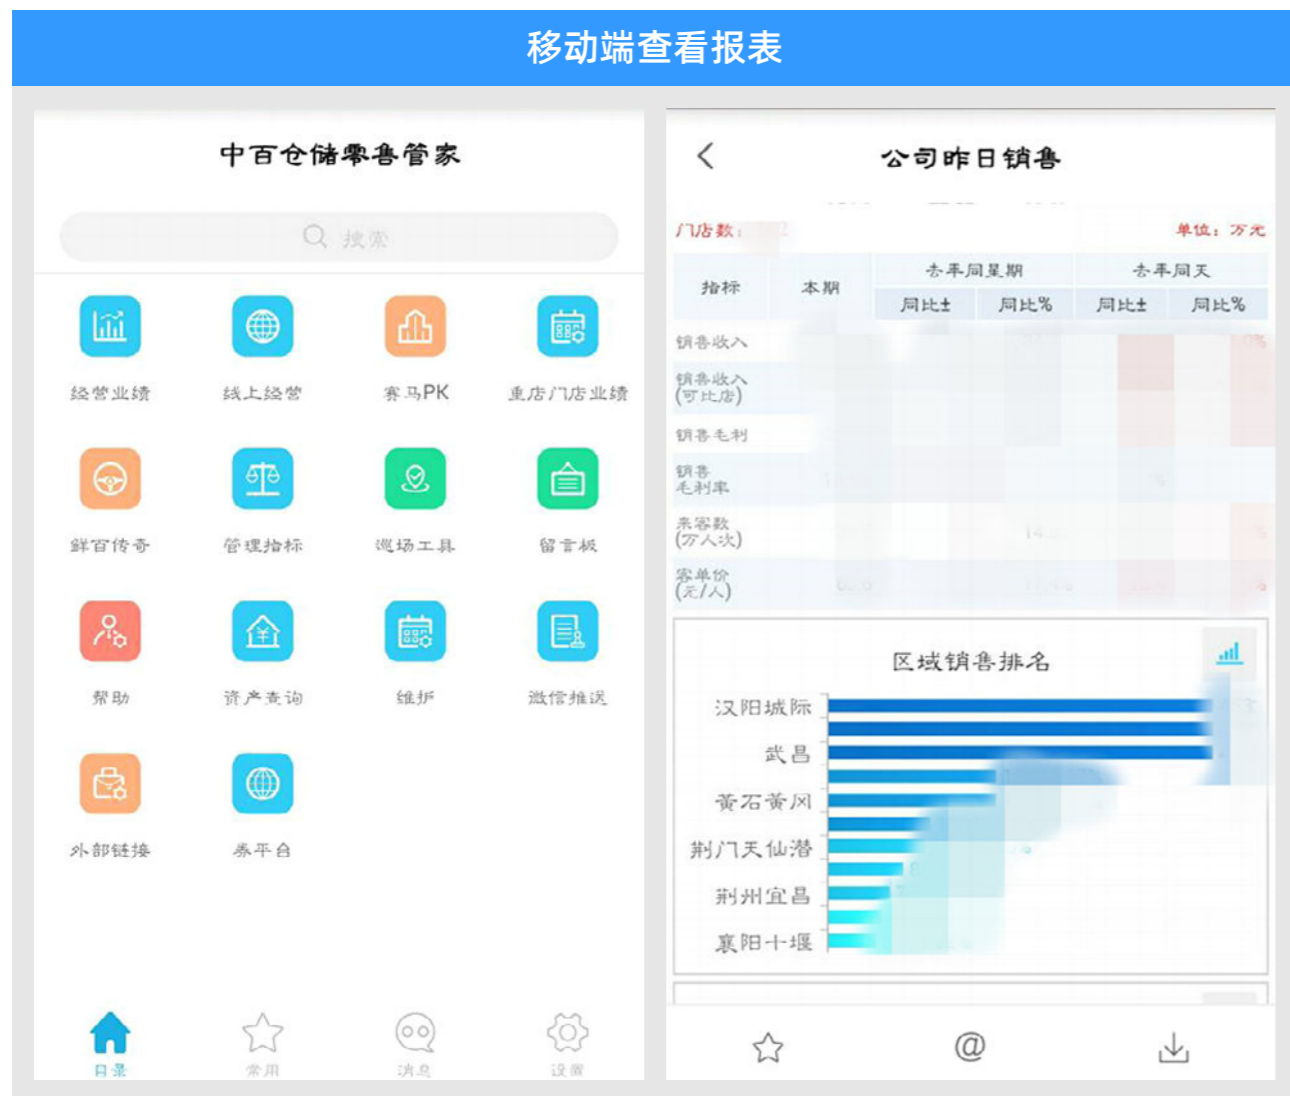 移动端查看报表
中百仓储零售管家
搜索
经营业绩 线上经营 赛马PK 重店门店业绩
鲜百传奇 管理指标 巡场工具 留言板
帮助 资产查询 维护 微信推送
外部链接 券平台
目录 常用 消息 设置
公司昨日销售
门店数: 单位: 万元
指标 本期 去年同星期 去年同天
同比± 同比% 同比± 同比%
销售收入
销售收入
(可比店)
销售毛利
销售
毛利率
来客数
(万人次)
客单价
(元/人)
区域销售排名
汉阳城际
武昌
黄石黄冈
荆门天仙潜
荆州宜昌
襄阳十堰
@